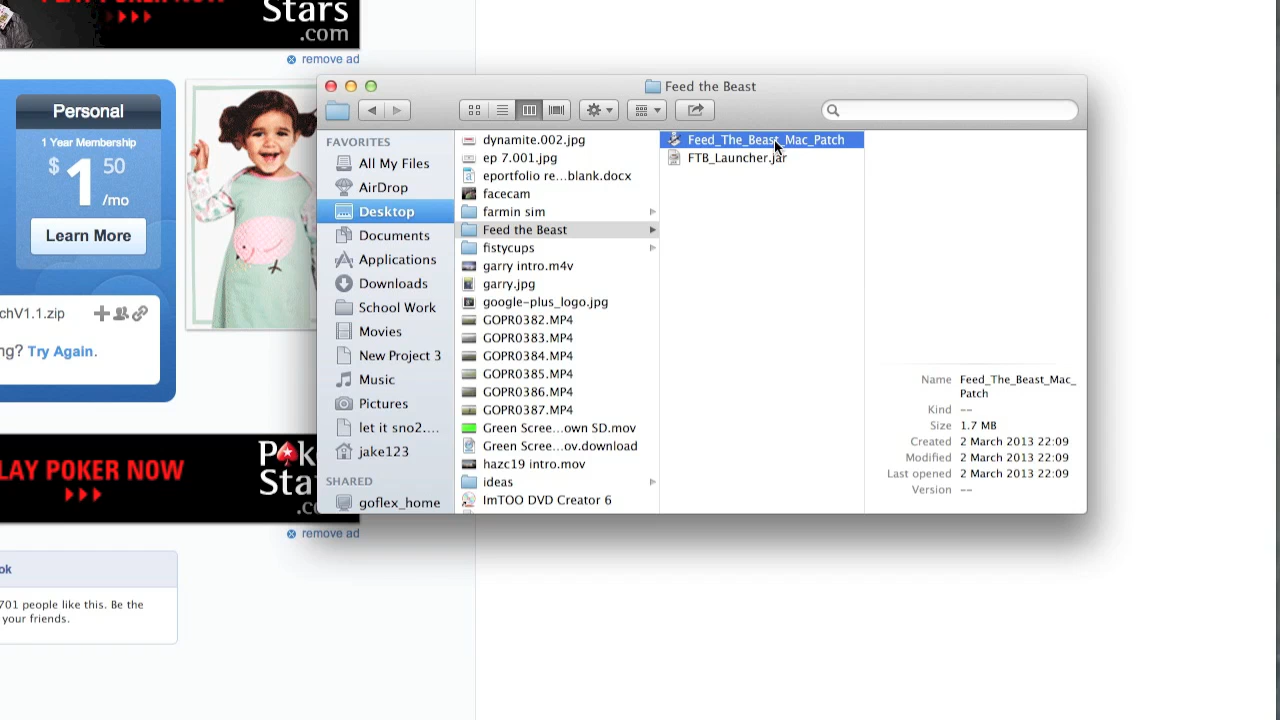 Stars
.com
remove ad
Personal
1 Year Membership
$1 50
/mo
Learn More
chV1.1.zip
ng? Try Again.
LAY POKER NOW
.c
remove ad
ok
701 people like this. Be the
your friends.
Feed the Beast
FAVORITES
All My Files
AirDrop
Desktop
Documents
Applications
Downloads
School Work
Movies
New Project 3
Music
Pictures
let it sno2....
jake123
SHARED
goflex_home
dynamite.002.jpg
ep 7.001.jpg
eportfolio re...blank.docx
facecam
farmin sim
Feed the Beast
fistycups
garry intro.m4v
garry.jpg
google-plus_logo.jpg
GOPR0382.MP4
GOPR0383.MP4
GOPR0384.MP4
GOPR0385.MP4
GOPR0386.MP4
GOPR0387.MP4
Green Scree...own SD.mov
Green Scree...ov.download
hazc19 intro.mov
ideas
ImTOO DVD Creator 6
Feed_The_Beast_Mac_Patch
FTB_Launcher.jar
Name Feed_The_Beast_Mac_
Patch
Kind --
Size 1.7 MB
Created 2 March 2013 22:09
Modified 2 March 2013 22:09
Last opened 2 March 2013 22:09
Version --